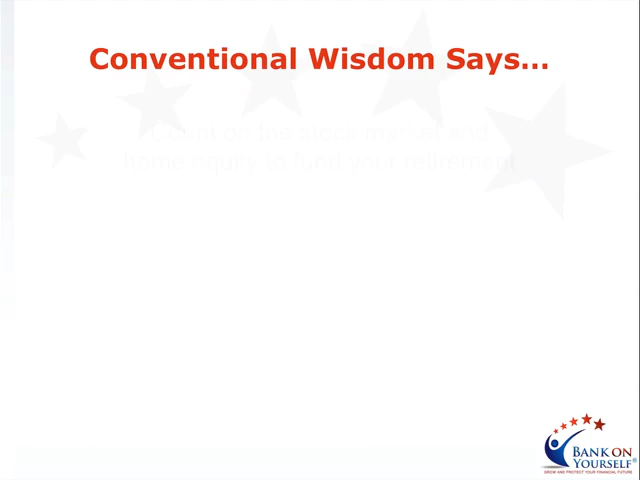 Conventional Wisdom Says...
Count on the stock market and
home equity to fund your retirement
BANK ON
YOURSELF®
GROW AND PROTECT YOUR FINANCIAL FUTURE